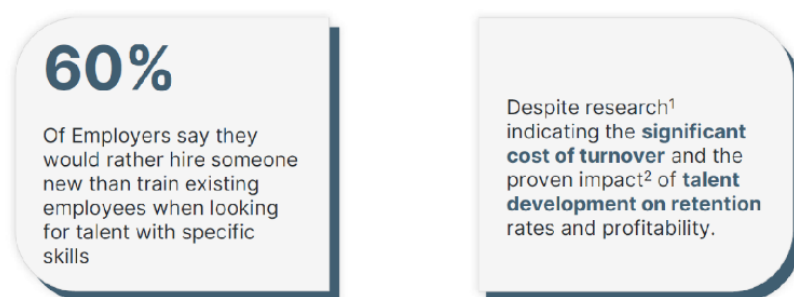 60%
Of Employers say they
would rather hire someone
new than train existing
employees when looking
for talent with specific
skills
Despite research¹
indicating the significant
cost of turnover and the
proven impact² of talent
development on retention
rates and profitability.